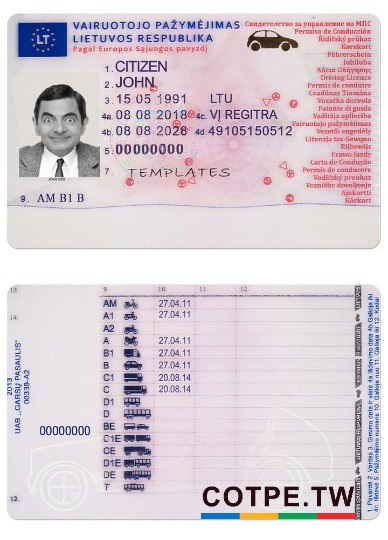 VAIRUOTOJO PAŽYMĖJIMAS
LIETUVOS RESPUBLIKA
Pagal Europos Sąjungos pavyzdį
LT
Свидетелство за управление на МПС
Permiso de Conducción
Řidičský průkaz
Kørekort
Führerschein
Juhiluba
Άδεια Οδήγησης
Driving Licence
Permis de conduire
Ceadúnas Tiomána
Vozačka dozvola
Patente di guida
Vadītāja apliecība
Vairuotojo pažymėjimas
Vezetői engedély
Liċenzja tas-Sewqan
Rijbewijs
Prawo Jazdy
Carta de Condução
Permis de conducere
Vodičský preukaz
Vozniško dovoljenje
Ajokortti
Körkort
1. CITIZEN
2. JOHN
3. 15 05 1991 LTU
4a. 08 08 2018 4c. VĮ REGITRA
4b. 08 08 2028 4d. 49105150512
5. 00000000
7. TEMPLATES
JOHN DOE
9. AM B1 B
13.
14.
12.
2013
UAB „GARSŲ PASAULIS"
00339-A2
00000000
9. 10. 11. 12.
AM 27.04.11
A1 27.04.11
A2
A 27.04.11
B1 27.04.11
B 27.04.11
C1 20.08.14
C 20.08.14
D1
D
BE
C1E
CE
D1E
DE
T
1. Pavardė 2. Vardas 3. Gimimo data ir vieta 4a. Išdavimo data 4b. Galioja iki
4c. Išdavė 5. Pažymėjimo numeris 10. Galioja nuo 11. Galioja iki 12. Kodai
COTPE.TW